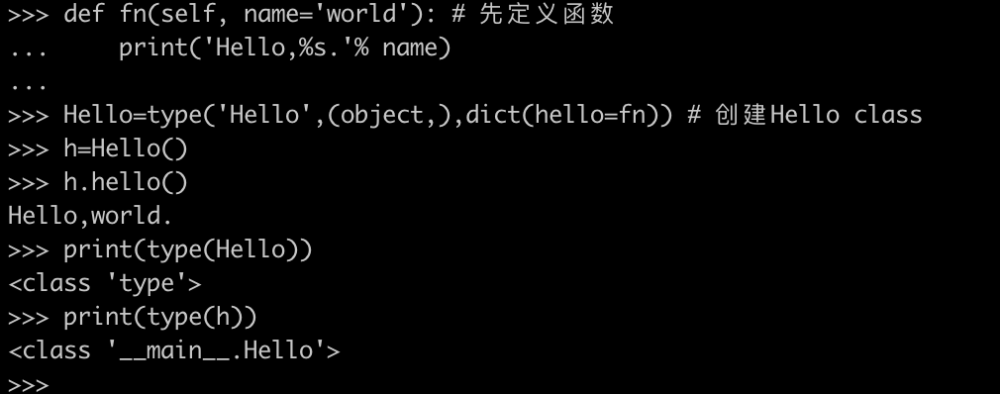 >>> def fn(self, name='world'): # 先定义函数
...     print('Hello,%s.'% name)
...
>>> Hello=type('Hello',(object,),dict(hello=fn)) # 创建Hello class
>>> h=Hello()
>>> h.hello()
Hello,world.
>>> print(type(Hello))
<class 'type'>
>>> print(type(h))
<class '__main__.Hello'>
>>>